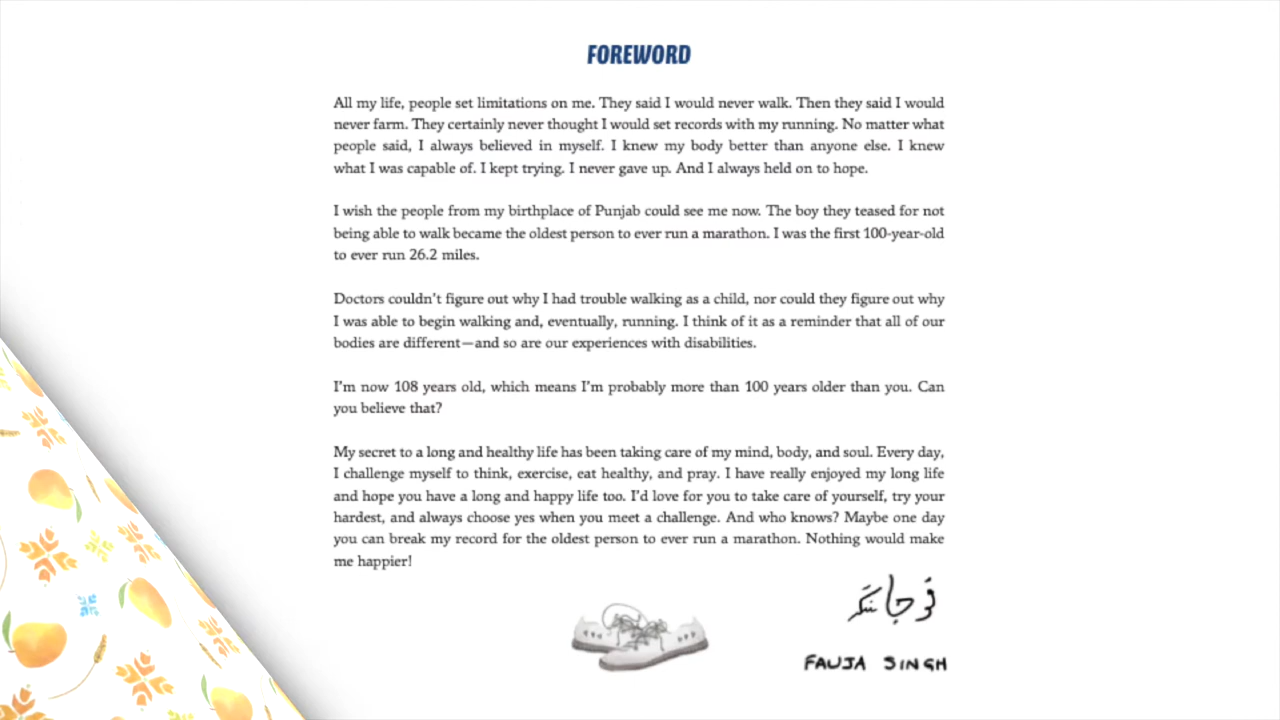 FOREWORD
All my life, people set limitations on me. They said I would never walk. Then they said I would
never farm. They certainly never thought I would set records with my running. No matter what
people said, I always believed in myself. I knew my body better than anyone else. I knew
what I was capable of. I kept trying. I never gave up. And I always held on to hope.
I wish the people from my birthplace of Punjab could see me now. The boy they teased for not
being able to walk became the oldest person to ever run a marathon. I was the first 100-year-old
to ever run 26.2 miles.
Doctors couldn't figure out why I had trouble walking as a child, nor could they figure out why
I was able to begin walking and, eventually, running. I think of it as a reminder that all of our
bodies are different—and so are our experiences with disabilities.
I'm now 108 years old, which means I'm probably more than 100 years older than you. Can
you believe that?
My secret to a long and healthy life has been taking care of my mind, body, and soul. Every day,
I challenge myself to think, exercise, eat healthy, and pray. I have really enjoyed my long life
and hope you have a long and happy life too. I'd love for you to take care of yourself, try your
hardest, and always choose yes when you meet a challenge. And who knows? Maybe one day
you can break my record for the oldest person to ever run a marathon. Nothing would make
me happier!
FAUJA SINGH